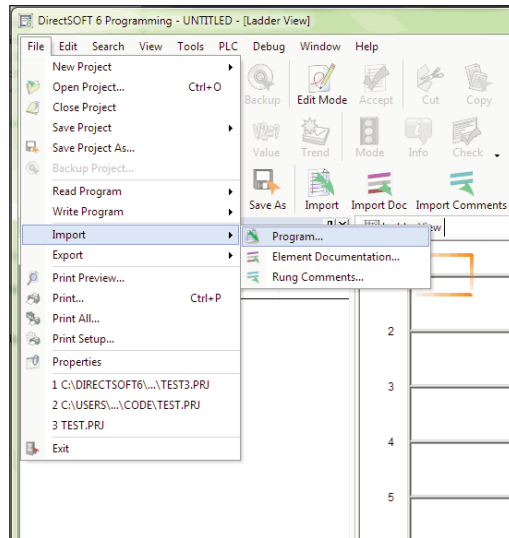 DirectSOFT 6 Programming - UNTITLED - [Ladder View]
File Edit Search View Tools PLC Debug Window Help
New Project
Open Project... Ctrl+O
Close Project
Save Project
Save Project As...
Backup Project...
Read Program
Write Program
Import
Export
Print Preview...
Print... Ctrl+P
Print All...
Print Setup...
Properties
1 C:\DIRECTSOFT6\...\TEST3.PRJ
2 C:\USERS\...\CODE\TEST.PRJ
3 TEST.PRJ
Exit
Backup Edit Mode Accept Cut Copy
Value Trend Mode Info Check
Save As Import Import Doc Import Comments
Program...
Element Documentation...
Rung Comments...
2
3
4
5